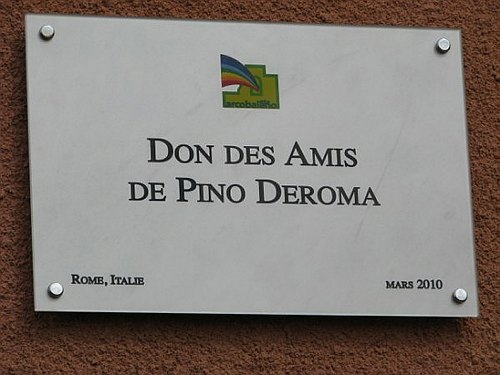 arcobaleno
DON DES AMIS
DE PINO DEROMA
ROME, ITALIE
MARS 2010